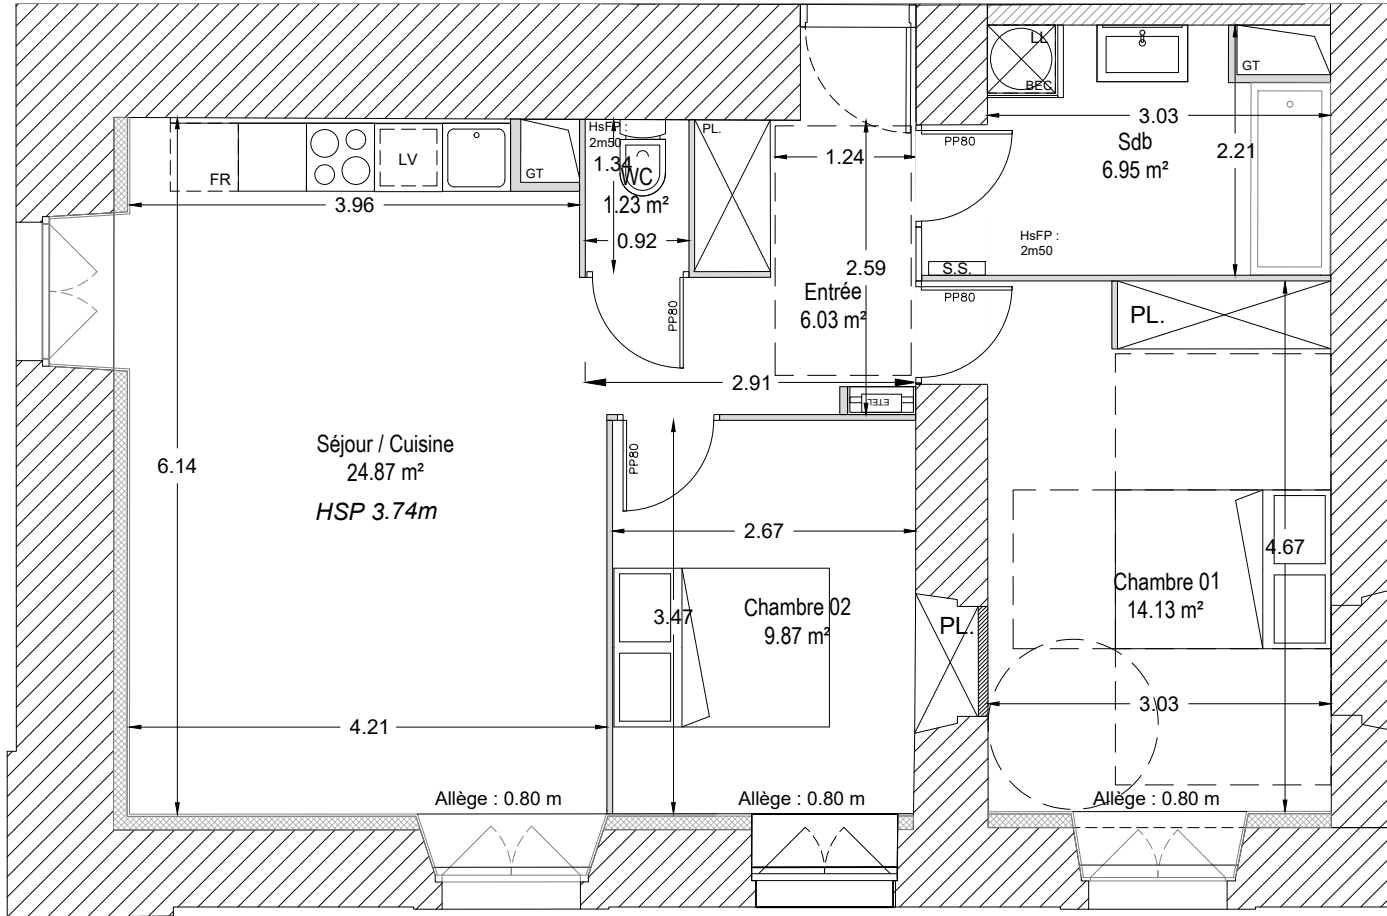 LL
BEC
GT
3.03
Sdb
6.95 m²
2.21
HsFP :
2m50
S.S.
PP80
HsFP :
2m50
1.34
WC
1.23 m²
0.92
PL.
1.24
2.59
Entrée
6.03 m²
PP80
2.91
ETEL
FR
LV
GT
3.96
6.14
Séjour / Cuisine
24.87 m²
HSP 3.74m
4.21
Allège : 0.80 m
PP80
2.67
3.47
Chambre 02
9.87 m²
Allège : 0.80 m
PL.
PP80
PL.
4.67
Chambre 01
14.13 m²
3.03
Allège : 0.80 m